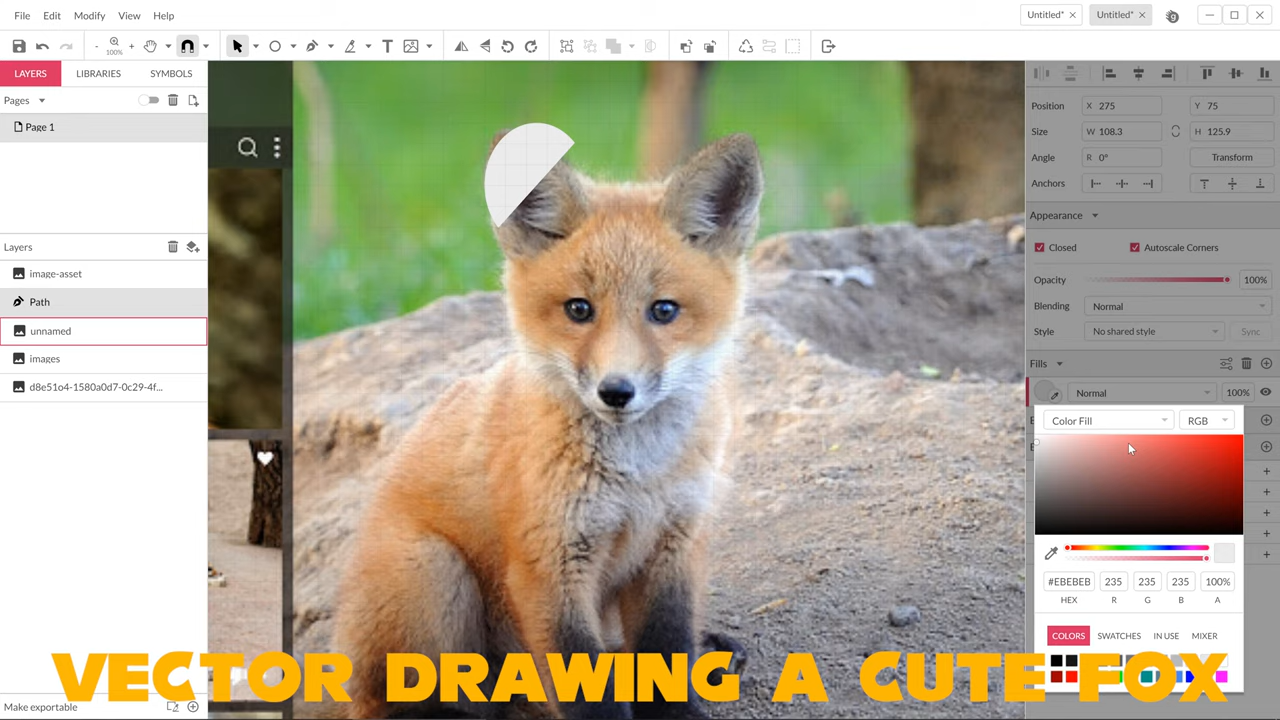 File Edit Modify View Help
Untitled* Untitled*
100%
LAYERS LIBRARIES SYMBOLS
Pages
Page 1
Layers
image-asset
Path
unnamed
images
d8e51o4-1580a0d7-0c29-4f...
Make exportable
Position X 275 Y 75
Size W 108.3 H 125.9
Angle R 0° Transform
Anchors
Appearance
Closed Autoscale Corners
Opacity 100%
Blending Normal
Style No shared style Sync
Fills
Normal 100%
Color Fill RGB
#EBEBEB 235 235 235 100%
HEX R G B A
COLORS SWATCHES IN USE MIXER
VECTOR DRAWING A CUTE FOX